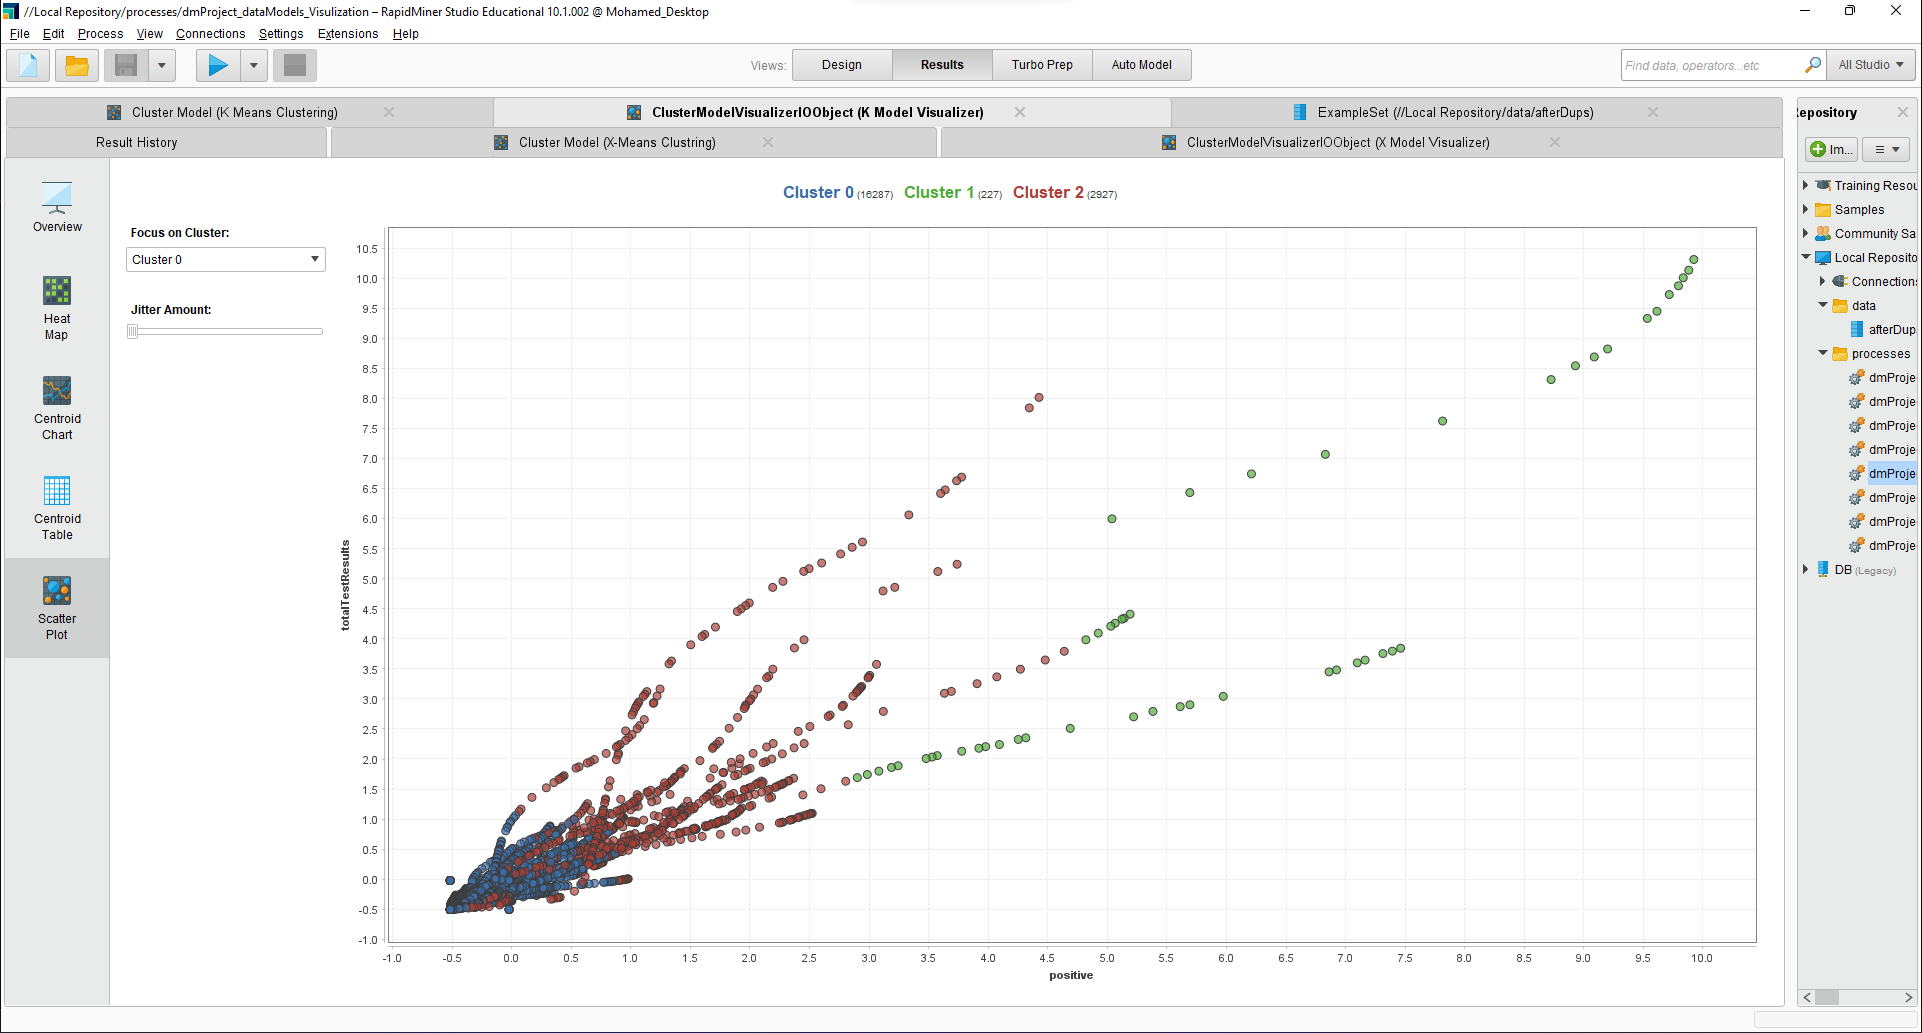 //Local Repository/processes/dmProject_dataModels_Visulization – RapidMiner Studio Educational 10.1.002 @ Mohamed_Desktop
File Edit Process View Connections Settings Extensions Help
Views: Design Results Turbo Prep Auto Model
Find data, operators...etc
All Studio
Cluster Model (K Means Clustering)
ClusterModelVisualizerIOObject (K Model Visualizer)
ExampleSet (//Local Repository/data/afterDups)
Result History
Cluster Model (X-Means Clustring)
ClusterModelVisualizerIOObject (X Model Visualizer)
Overview
Heat
Map
Centroid
Chart
Centroid
Table
Scatter
Plot
Focus on Cluster:
Cluster 0
Jitter Amount:
Cluster 0 (16287) Cluster 1 (227) Cluster 2 (2927)
totalTestResults
10.5
10.0
9.5
9.0
8.5
8.0
7.5
7.0
6.5
6.0
5.5
5.0
4.5
4.0
3.5
3.0
2.5
2.0
1.5
1.0
0.5
0.0
-0.5
-1.0
-1.0 -0.5 0.0 0.5 1.0 1.5 2.0 2.5 3.0 3.5 4.0 4.5 5.0 5.5 6.0 6.5 7.0 7.5 8.0 8.5 9.0 9.5 10.0
positive
epository
Im...
Training Resou
Samples
Community Sa
Local Reposito
Connections
data
afterDup
processes
dmProje
dmProje
dmProje
dmProje
dmProje
dmProje
dmProje
dmProje
DB (Legacy)